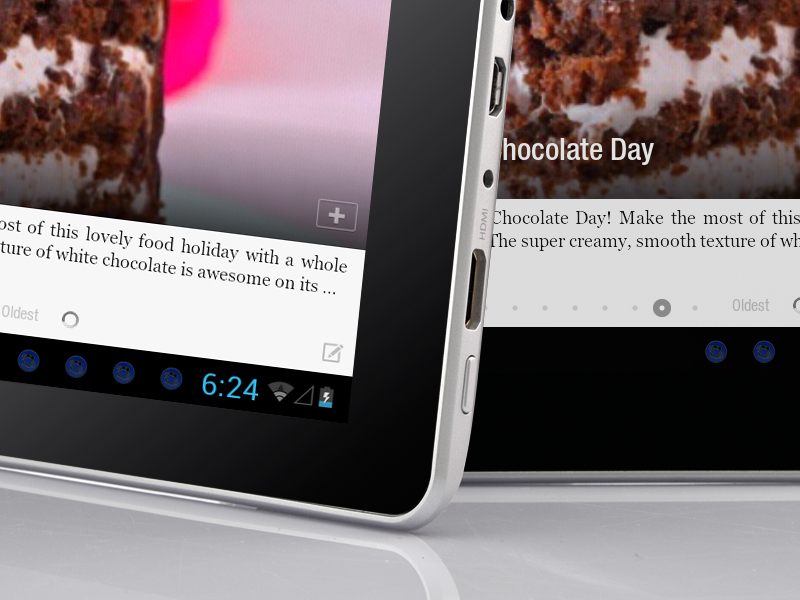 ost of this lovely food holiday with a whole
ture of white chocolate is awesome on its ...
Oldest
6:24
HDMI
hocolate Day
Chocolate Day! Make the most of this
The super creamy, smooth texture of wh
Oldest